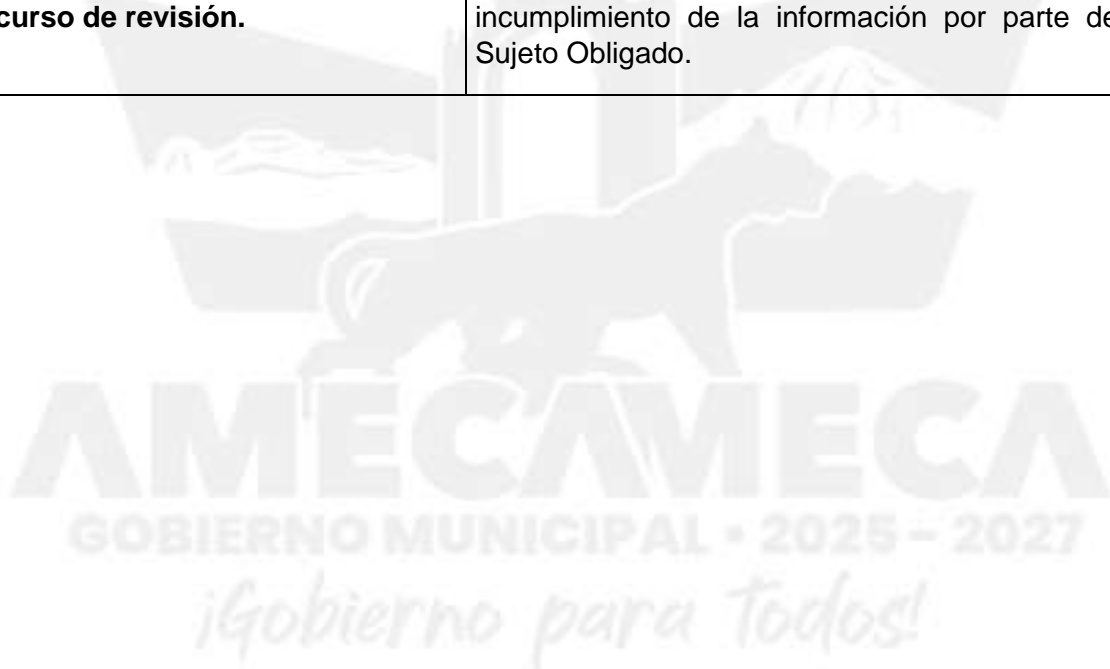 curso de revisión.
incumplimiento de la información por parte de
Sujeto Obligado.
AMECAMECA
GOBIERNO MUNICIPAL • 2025 - 2027
¡Gobierno para Todos!